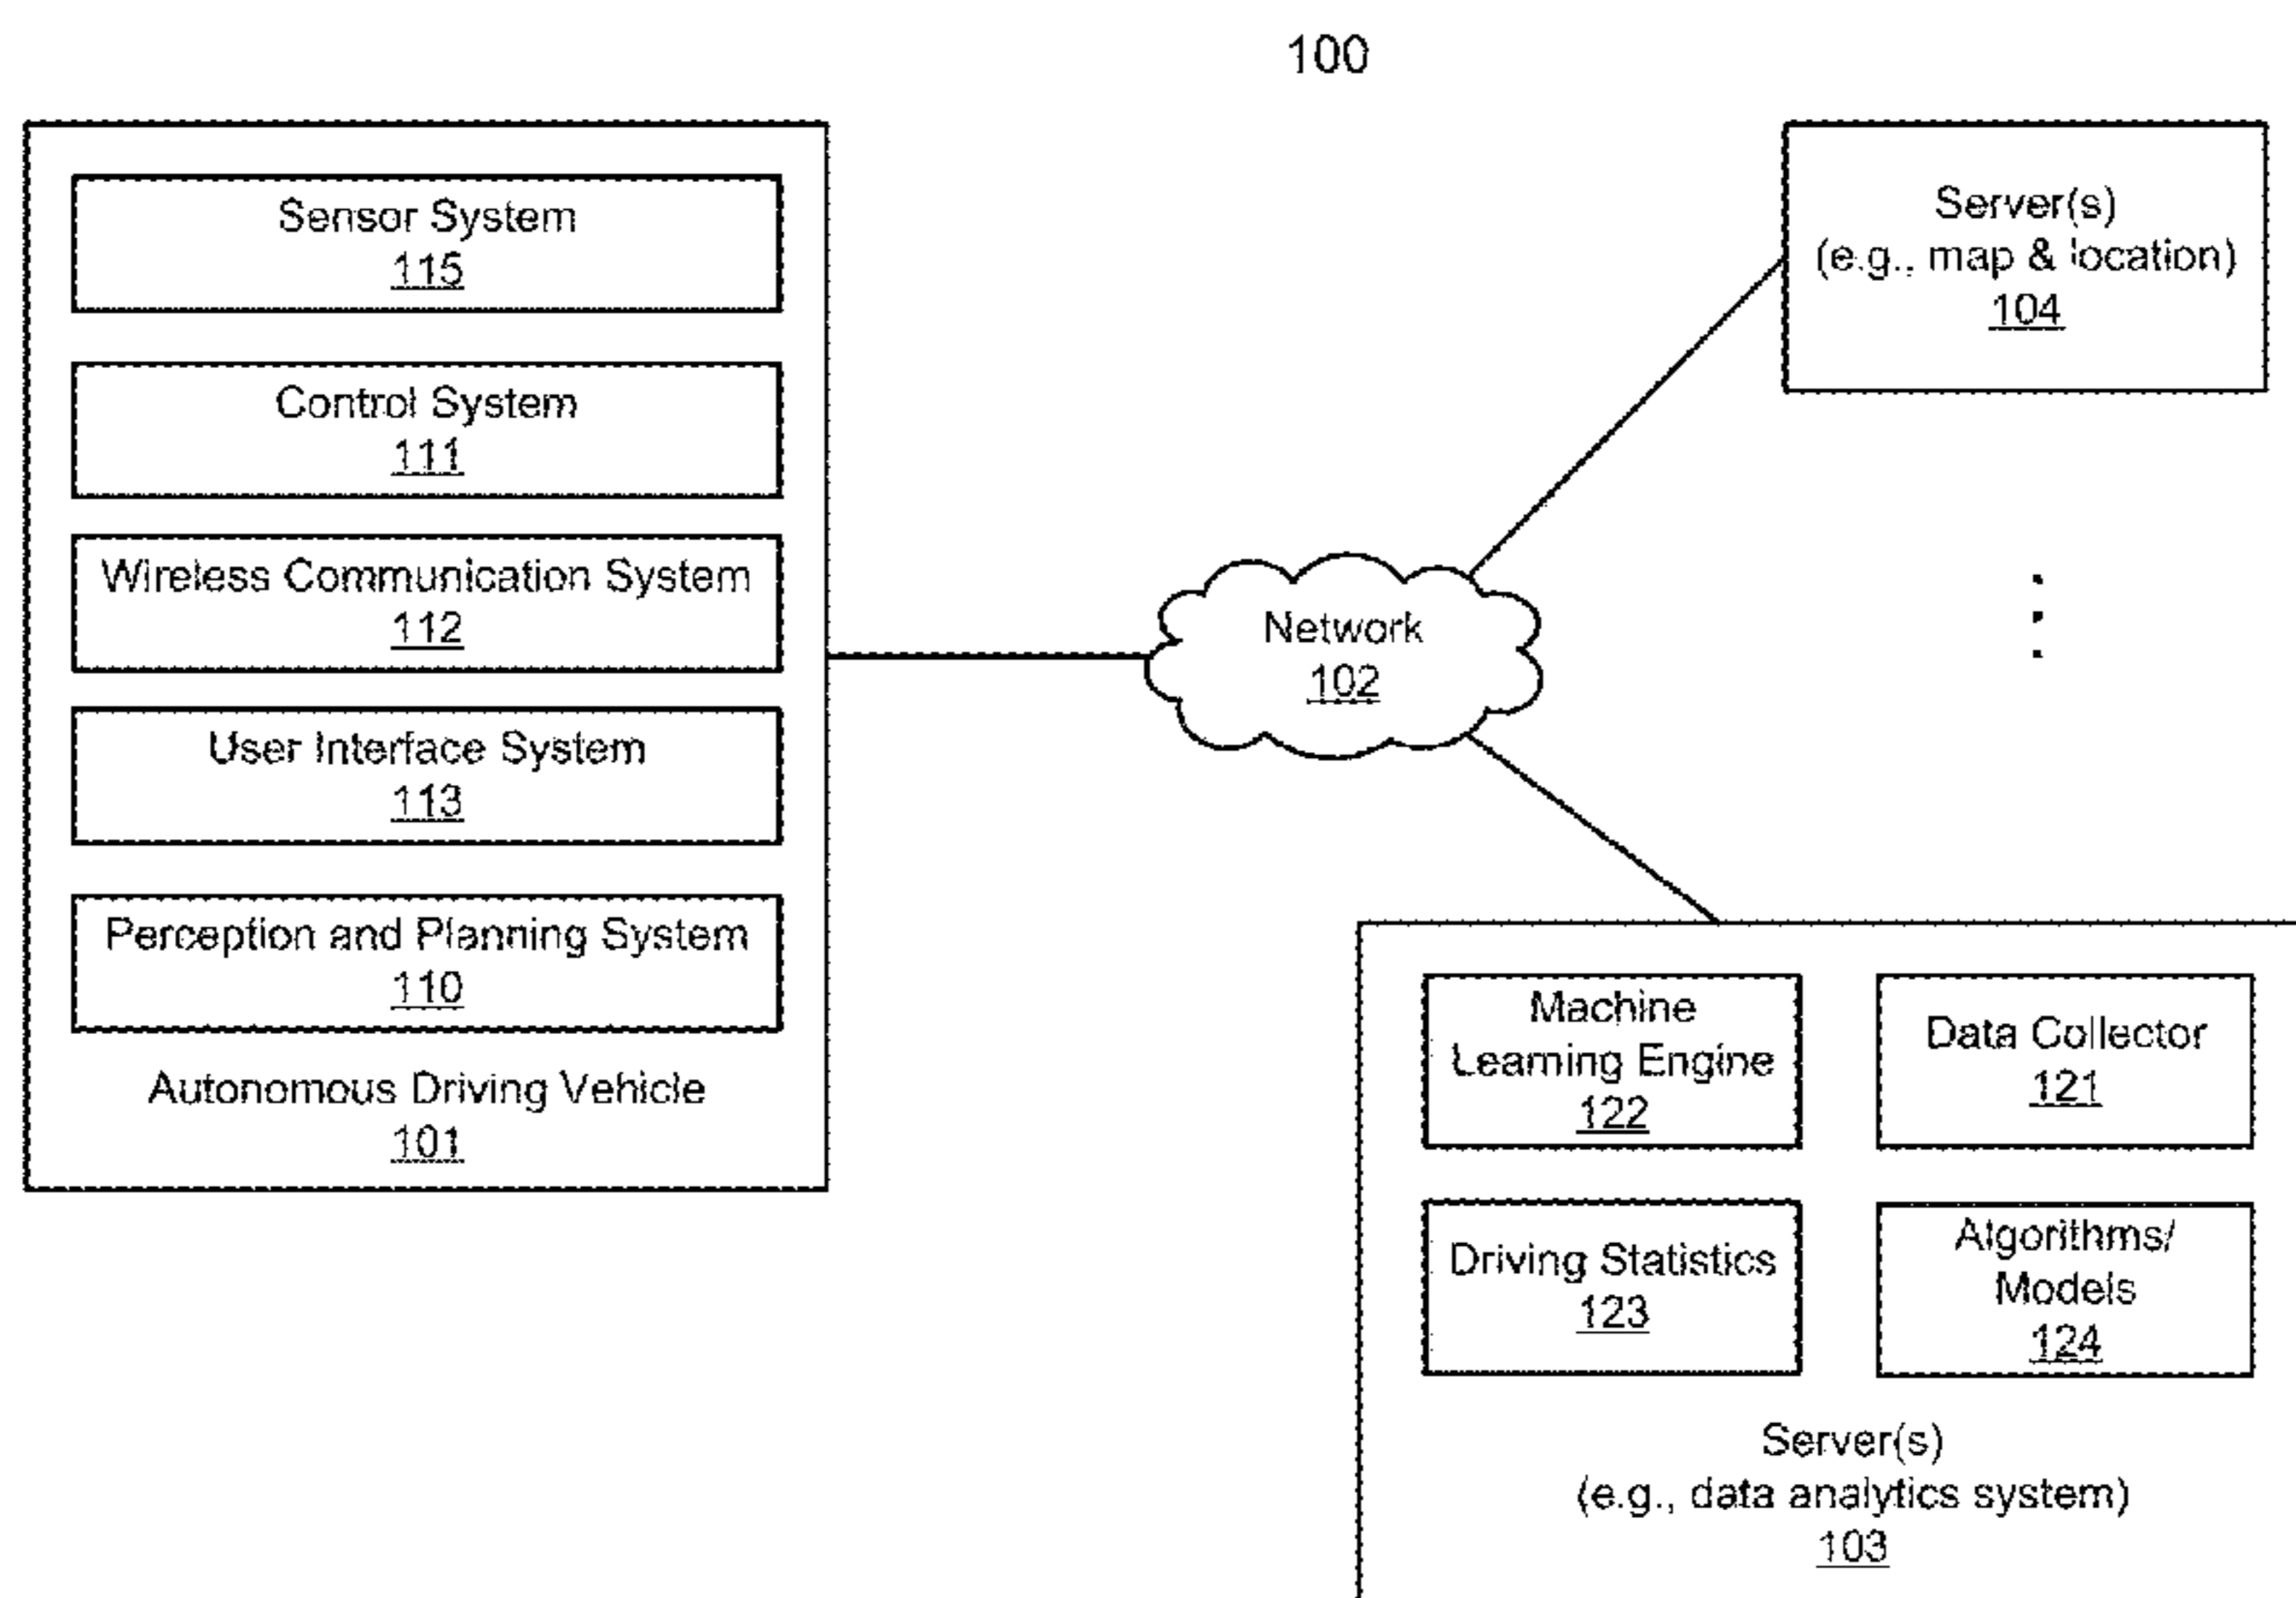 100
Sensor System
115
Control System
111
Wireless Communication System
112
User Interface System
113
Perception and Planning System
110
Autonomous Driving Vehicle
101
Network
102
Server(s)
(e.g., map & location)
104
Machine
Learning Engine
122
Data Collector
121
Driving Statistics
123
Algorithms/
Models
124
Server(s)
(e.g., data analytics system)
103